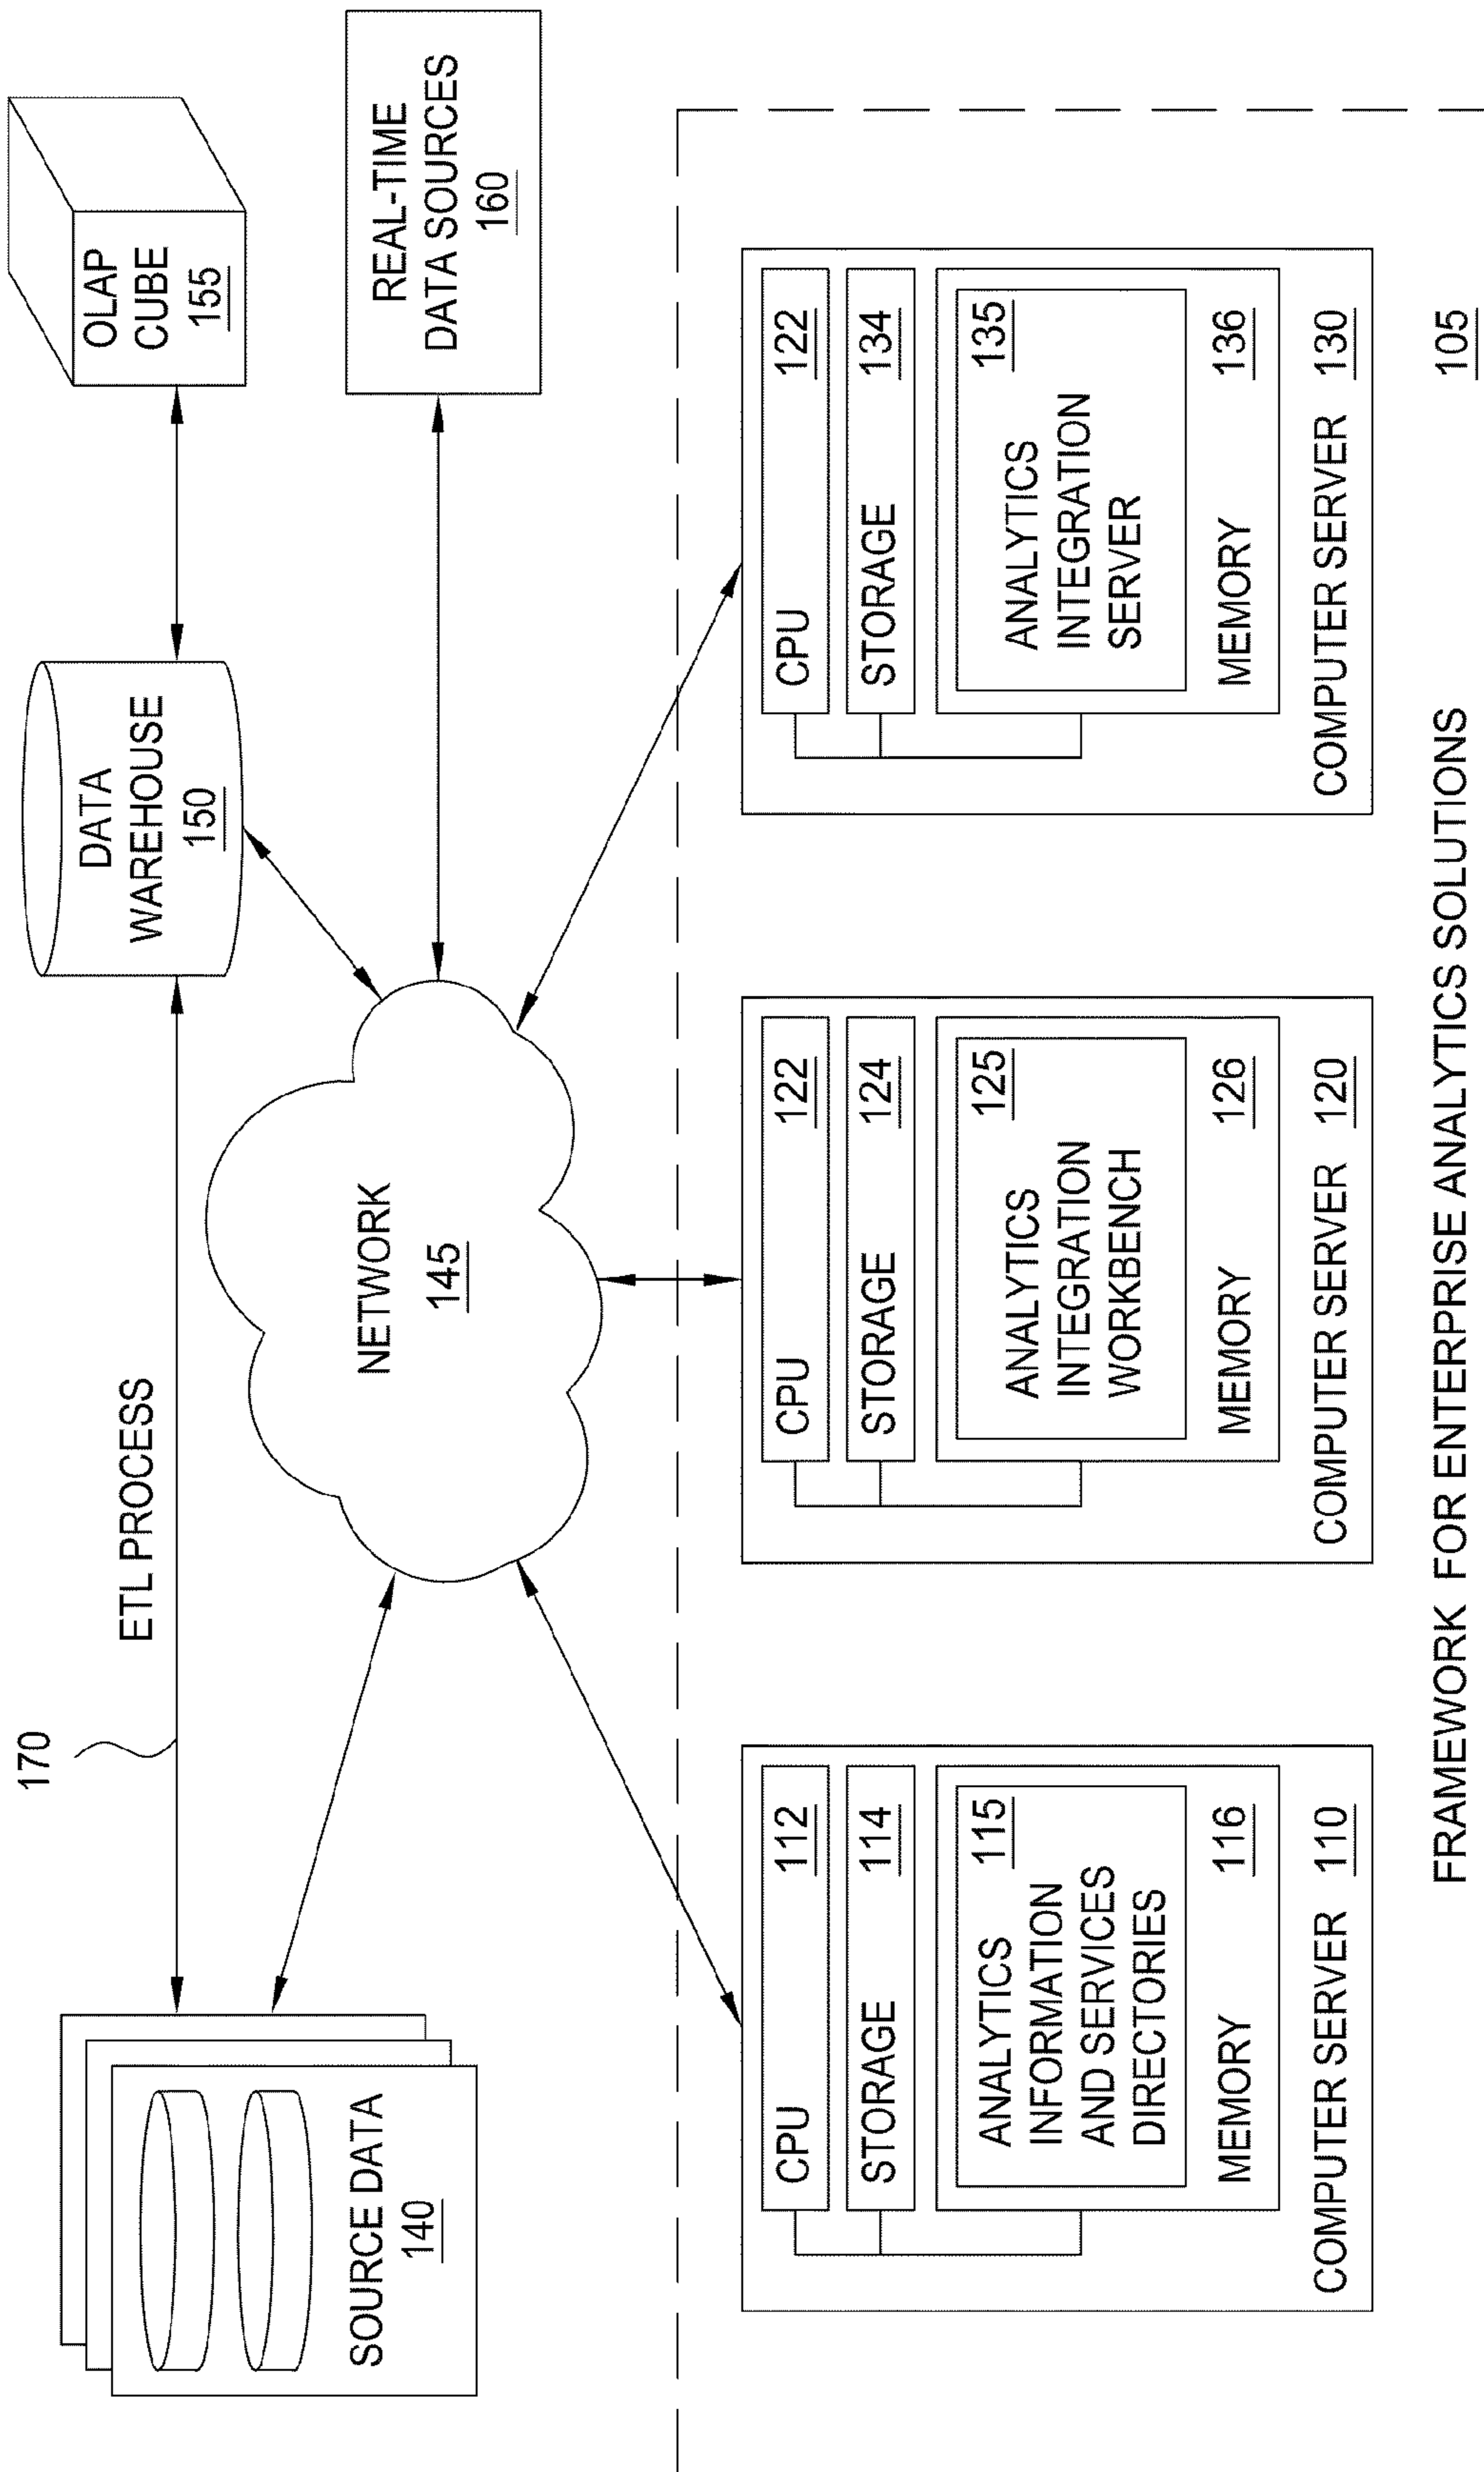 170
ETL PROCESS
SOURCE DATA
140
DATA
WAREHOUSE
150
OLAP
CUBE
155
NETWORK
145
REAL-TIME
DATA SOURCES
160
CPU 112
STORAGE 114
ANALYTICS 115
INFORMATION
AND SERVICES
DIRECTORIES
MEMORY 116
COMPUTER SERVER 110
CPU 122
STORAGE 124
ANALYTICS 125
INTEGRATION
WORKBENCH
MEMORY 126
COMPUTER SERVER 120
CPU 122
STORAGE 134
ANALYTICS 135
INTEGRATION
SERVER
MEMORY 136
COMPUTER SERVER 130
FRAMEWORK FOR ENTERPRISE ANALYTICS SOLUTIONS 105